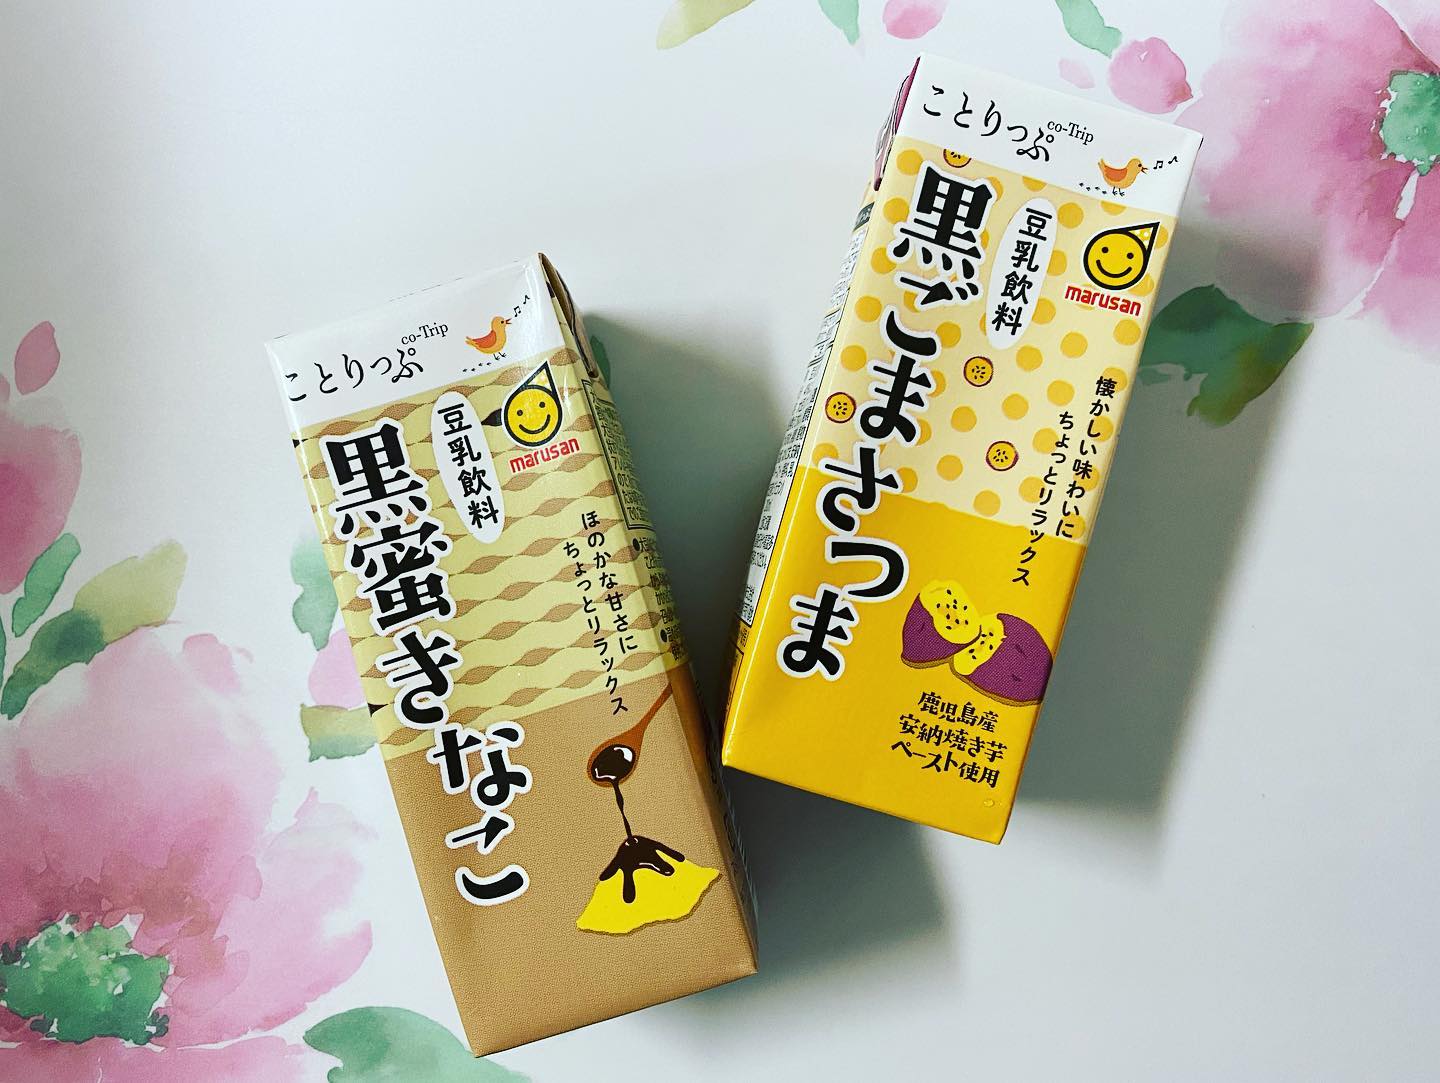 ことりっぷ
co-Trip
豆乳飲料
marusan
黒蜜きなこ
ほのかな甘さに
ちょっとリラックス
ことりっぷ
co-Trip
豆乳飲料
marusan
黒ごまさつま
懐かしい味わいに
ちょっとリラックス
鹿児島産
安納焼き芋
ペースト使用